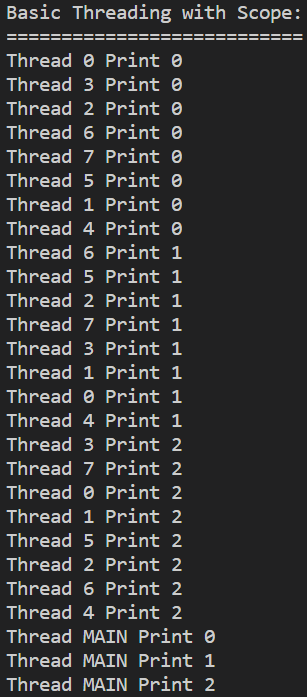 Basic Threading with Scope:
===========================
Thread 0 Print 0
Thread 3 Print 0
Thread 2 Print 0
Thread 6 Print 0
Thread 7 Print 0
Thread 5 Print 0
Thread 1 Print 0
Thread 4 Print 0
Thread 6 Print 1
Thread 5 Print 1
Thread 2 Print 1
Thread 7 Print 1
Thread 3 Print 1
Thread 1 Print 1
Thread 0 Print 1
Thread 4 Print 1
Thread 3 Print 2
Thread 7 Print 2
Thread 0 Print 2
Thread 1 Print 2
Thread 5 Print 2
Thread 2 Print 2
Thread 6 Print 2
Thread 4 Print 2
Thread MAIN Print 0
Thread MAIN Print 1
Thread MAIN Print 2